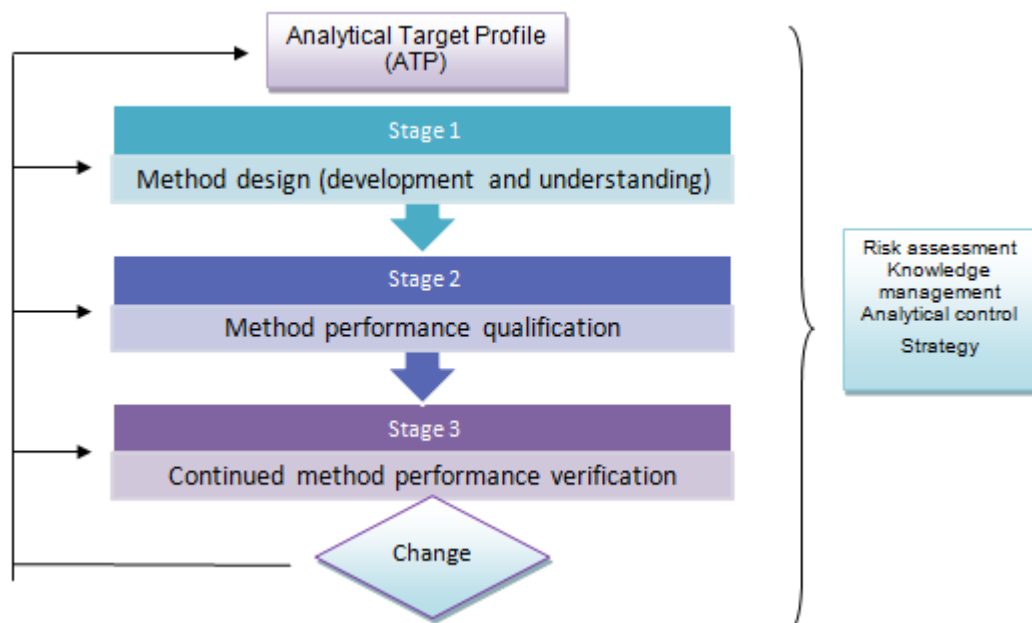 Analytical Target Profile
(ATP)
Stage 1
Method design (development and understanding)
Stage 2
Method performance qualification
Stage 3
Continued method performance verification
Change
Risk assessment
Knowledge
management
Analytical control
Strategy